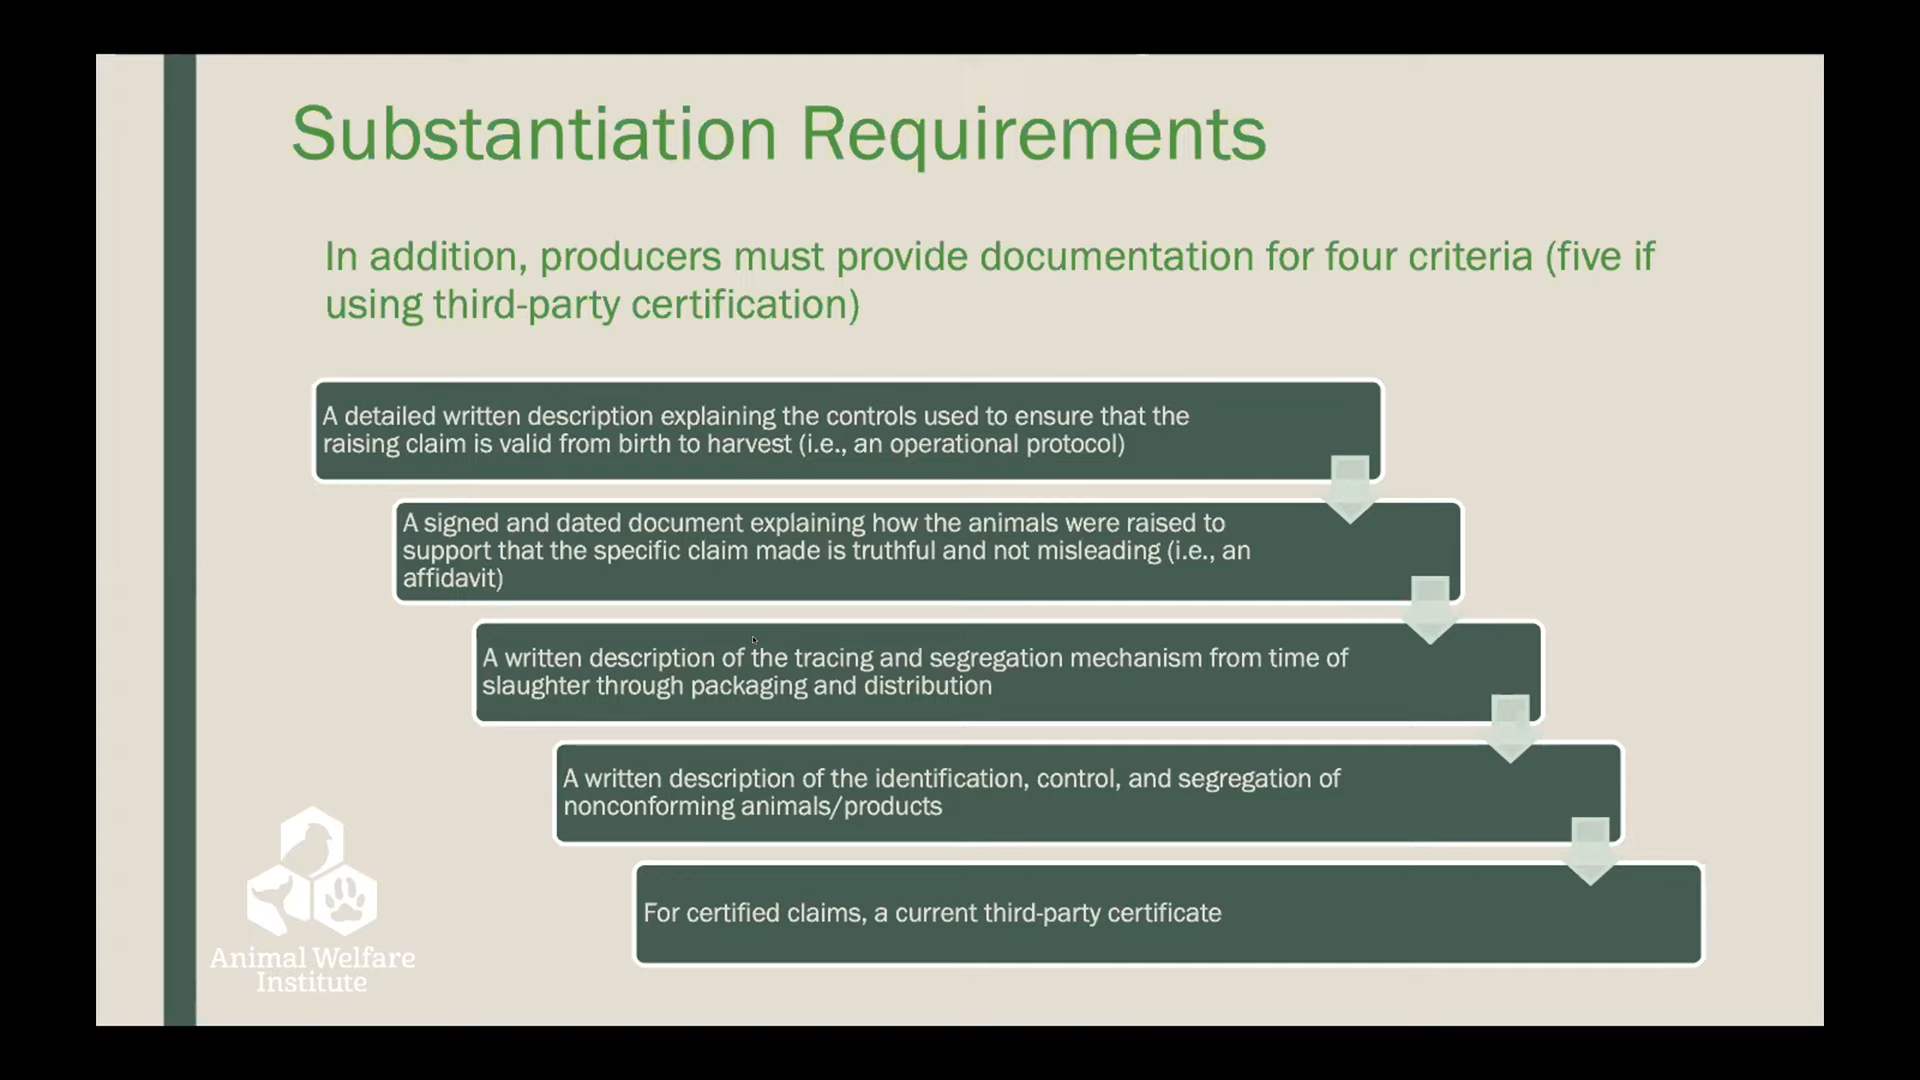 Substantiation Requirements
In addition, producers must provide documentation for four criteria (five if
using third-party certification)
A detailed written description explaining the controls used to ensure that the
raising claim is valid from birth to harvest (i.e., an operational protocol)
A signed and dated document explaining how the animals were raised to
support that the specific claim made is truthful and not misleading (i.e., an
affidavit)
A written description of the tracing and segregation mechanism from time of
slaughter through packaging and distribution
A written description of the identification, control, and segregation of
nonconforming animals/products
For certified claims, a current third-party certificate
Animal Welfare
Institute